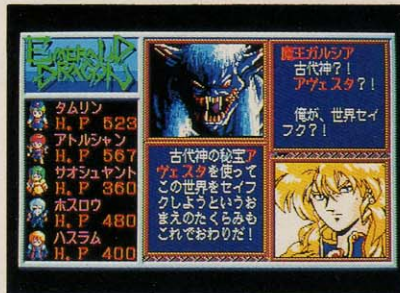 EMERALD
DRAGON
タムリン
H.P 523
アトルシャン
H.P 567
サオシュヤント
H.P 360
ホスロウ
H.P 480
ハスラム
H.P 400
古代神の秘宝ア
ヴェスタを使って
この世界をセイフ
クしようというお
まえのたくらみも
これでおわりだ!
魔王ガルシア
古代神?!
アヴェスタ?!
俺が、世界セイ
フク?!